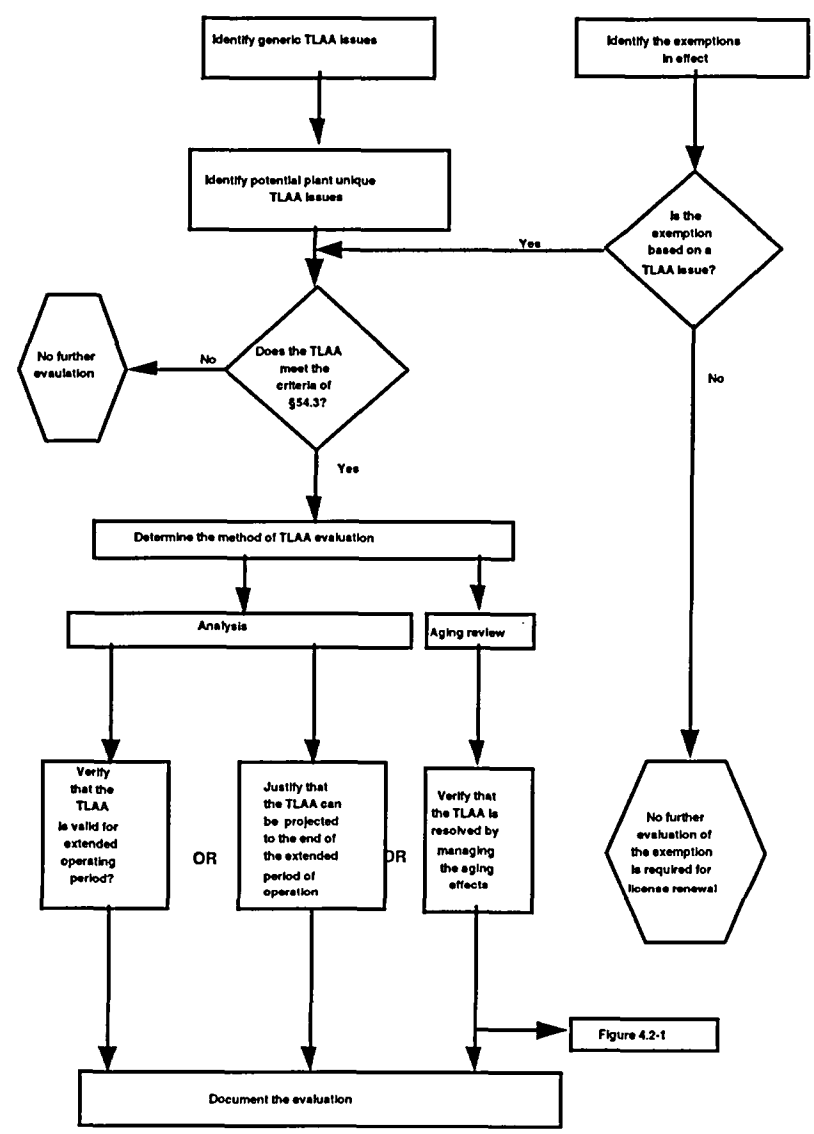 Identify generic TLAA issues
Identify the exemptions
in effect
Identify potential plant unique
TLAA issues
Is the
exemption
based on a
TLAA issue?
Yes
No further
evaulation
No
Does the TLAA
meet the
criteria of
§54.3?
No
Yes
Determine the method of TLAA evaluation
Analysis
Aging review
Verify
that the
TLAA
is valid for
extended
operating
period?
OR
Justify that
the TLAA can
be projected
to the end of
the extended
period of
operation
OR
Verify that
the TLAA is
resolved by
managing
the aging
effects
No further
evaluation of
the exemption
is required for
license renewal
Figure 4.2-1
Document the evaluation